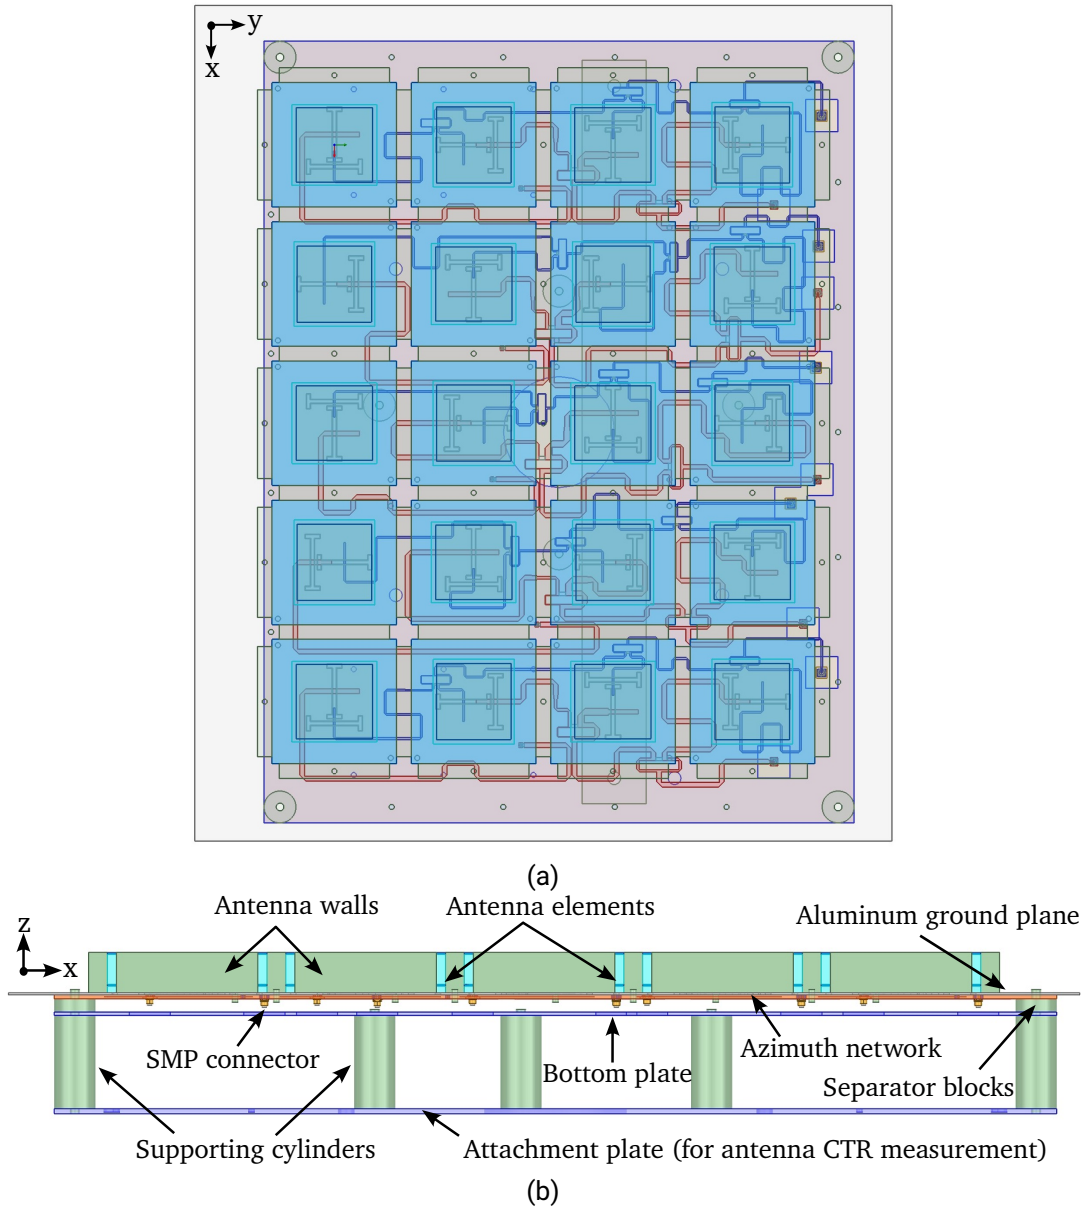 y
x
(a)
Antenna walls
Antenna elements
Aluminum ground plane
z
x
SMP connector
Bottom plate
Azimuth network
Separator blocks
Supporting cylinders
Attachment plate (for antenna CTR measurement)
(b)